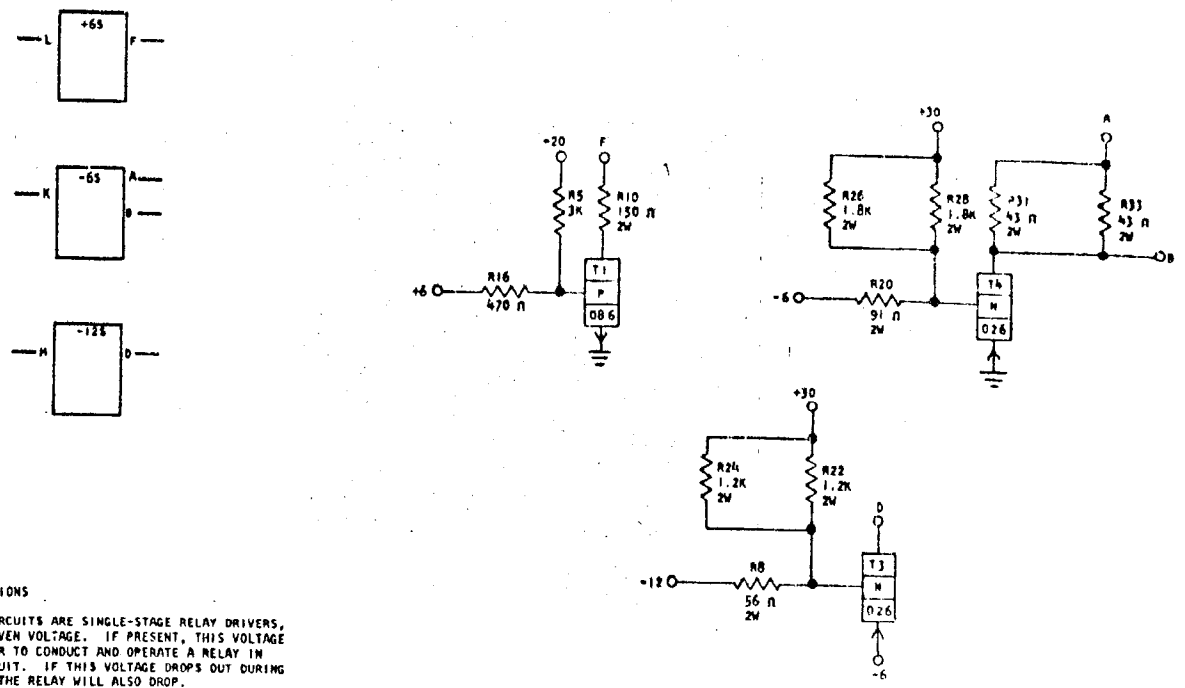 +6S
L F
-6S
K A
B
-12S
M D
-20 F
R5
3K
R10
150 Ω
2W
T1
P
086
+6
R16
470 Ω
+30
A
R26
1.8K
2W
R28
1.8K
2W
R31
43 Ω
2W
R33
43 Ω
2W
B
-6
R20
91 Ω
2W
T4
N
026
+30
R24
1.2K
2W
R22
1.2K
2W
D
-12
R8
56 Ω
2W
T3
N
026
-6
IONS
RCUITS ARE SINGLE-STAGE RELAY DRIVERS,
VEN VOLTAGE. IF PRESENT, THIS VOLTAGE
R TO CONDUCT AND OPERATE A RELAY IN
UIT. IF THIS VOLTAGE DROPS OUT DURING
THE RELAY WILL ALSO DROP.